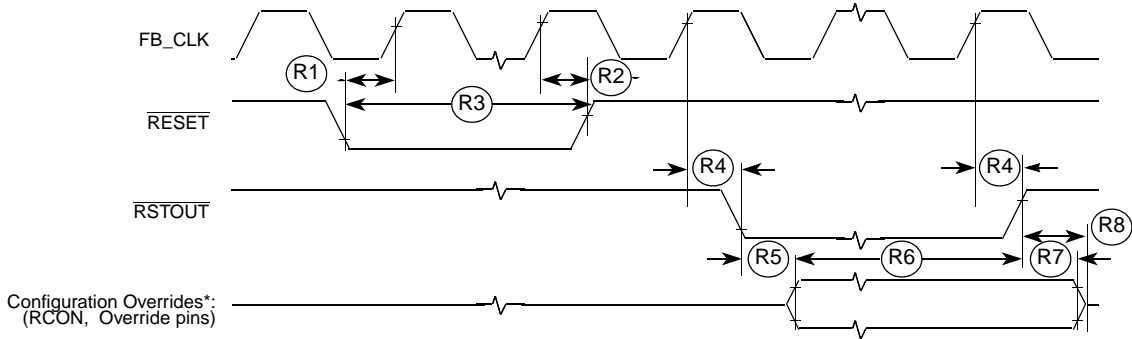 FB_CLK
R1
R2
R3
RESET
R4
R4
RSTOUT
R8
R5
R6
R7
Configuration Overrides*:
(RCON, Override pins)